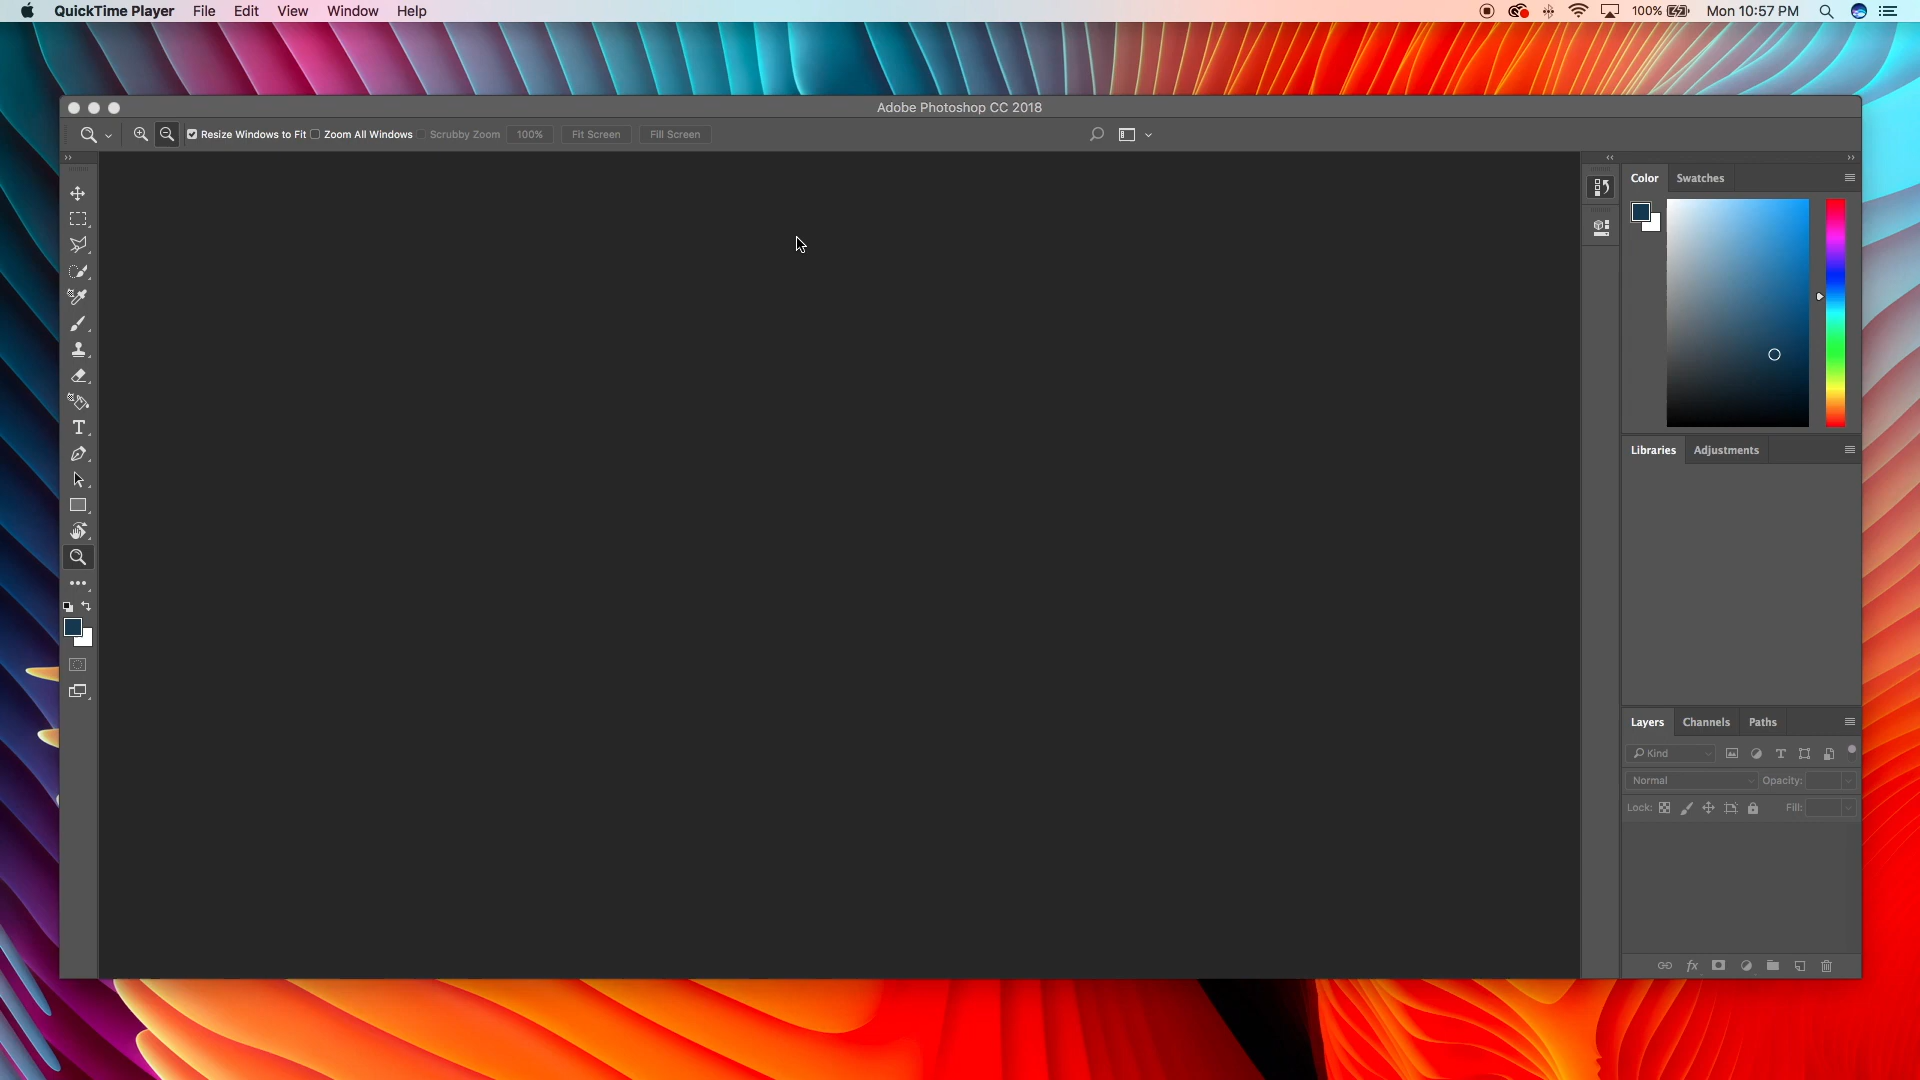 QuickTime Player File Edit View Window Help 100% Mon 10:57 PM
Adobe Photoshop CC 2018
Resize Windows to Fit Zoom All Windows Scrubby Zoom 100% Fit Screen Fill Screen
Color Swatches
Libraries Adjustments
Layers Channels Paths
Kind
Normal Opacity:
Lock: Fill: